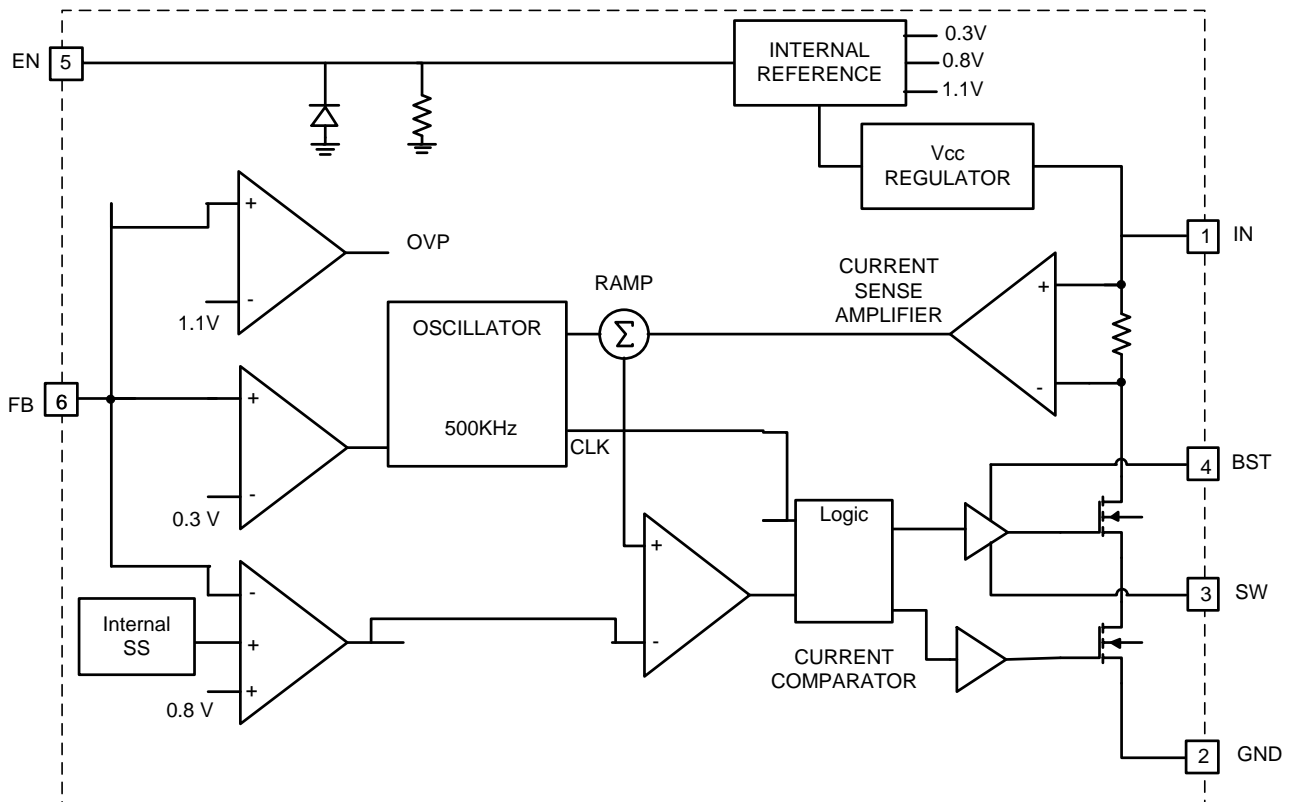 EN
5
INTERNAL
REFERENCE
0.3V
0.8V
1.1V
Vcc
REGULATOR
1
IN
+
-
OVP
1.1V
RAMP
Σ
CURRENT
SENSE
AMPLIFIER
+
-
OSCILLATOR
500KHz
CLK
FB
6
+
-
0.3 V
4
BST
Logic
+
-
3
SW
Internal
SS
-
+
+
0.8 V
CURRENT
COMPARATOR
2
GND